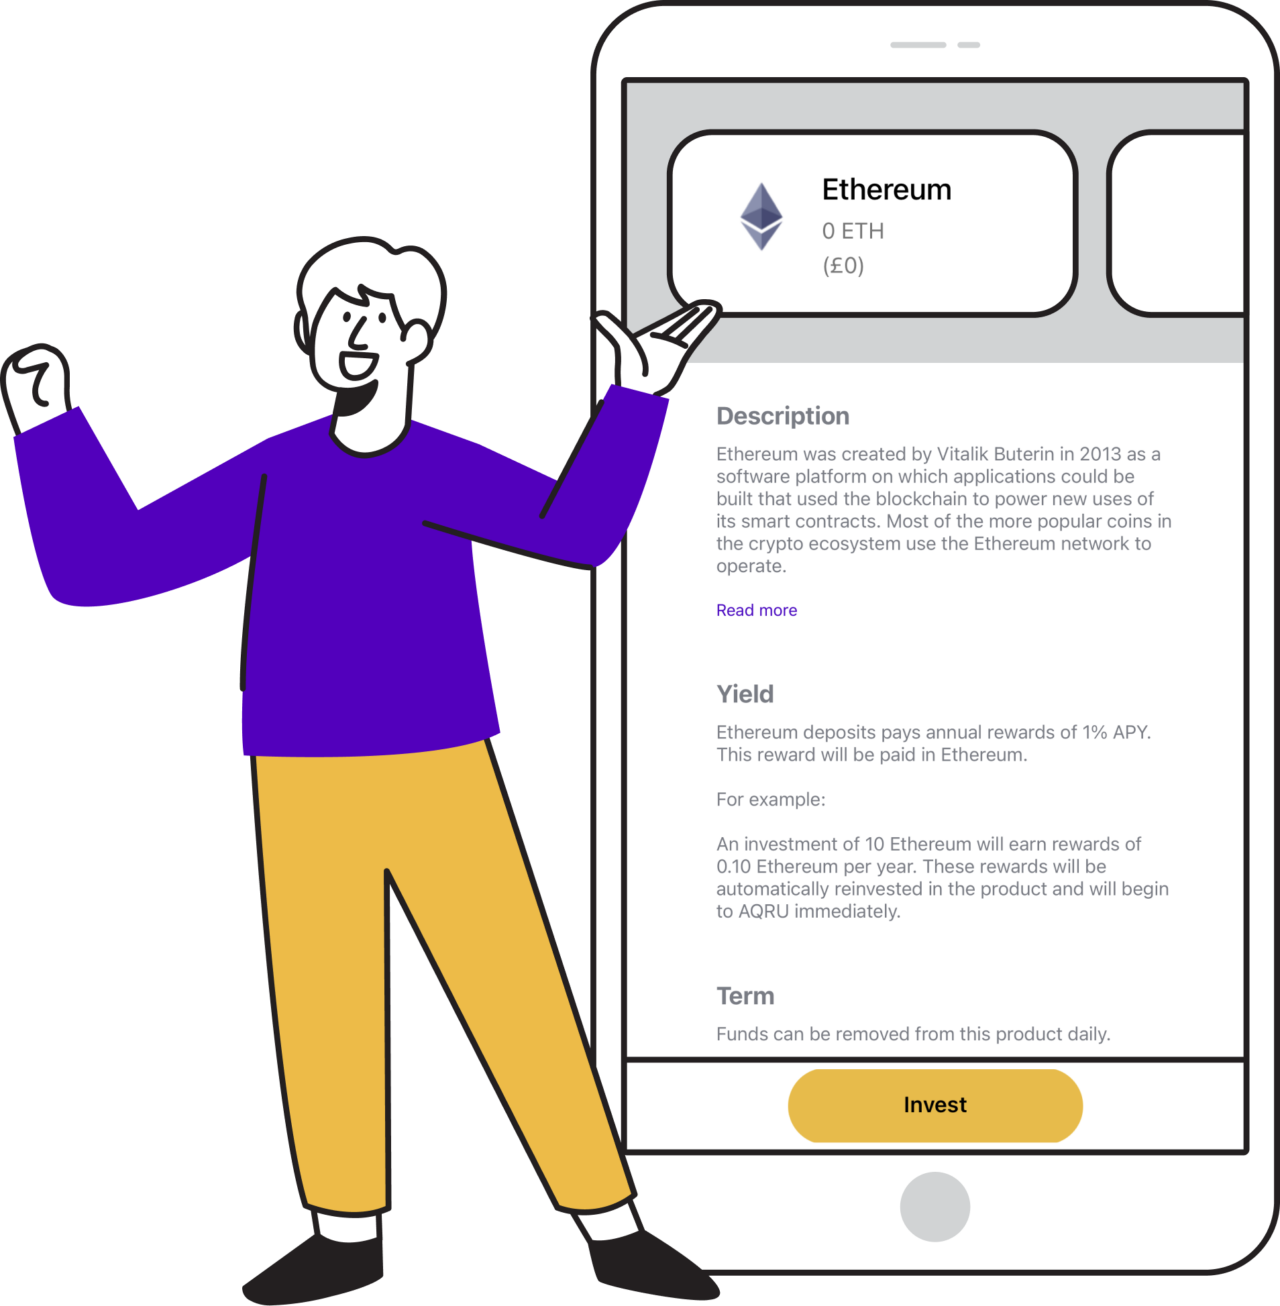 Ethereum
0 ETH
(£0)
Description
Ethereum was created by Vitalik Buterin in 2013 as a
software platform on which applications could be
built that used the blockchain to power new uses of
its smart contracts. Most of the more popular coins in
the crypto ecosystem use the Ethereum network to
operate.
Read more
Yield
Ethereum deposits pays annual rewards of 1% APY.
This reward will be paid in Ethereum.
For example:
An investment of 10 Ethereum will earn rewards of
0.10 Ethereum per year. These rewards will be
automatically reinvested in the product and will begin
to AQRU immediately.
Term
Funds can be removed from this product daily.
Invest